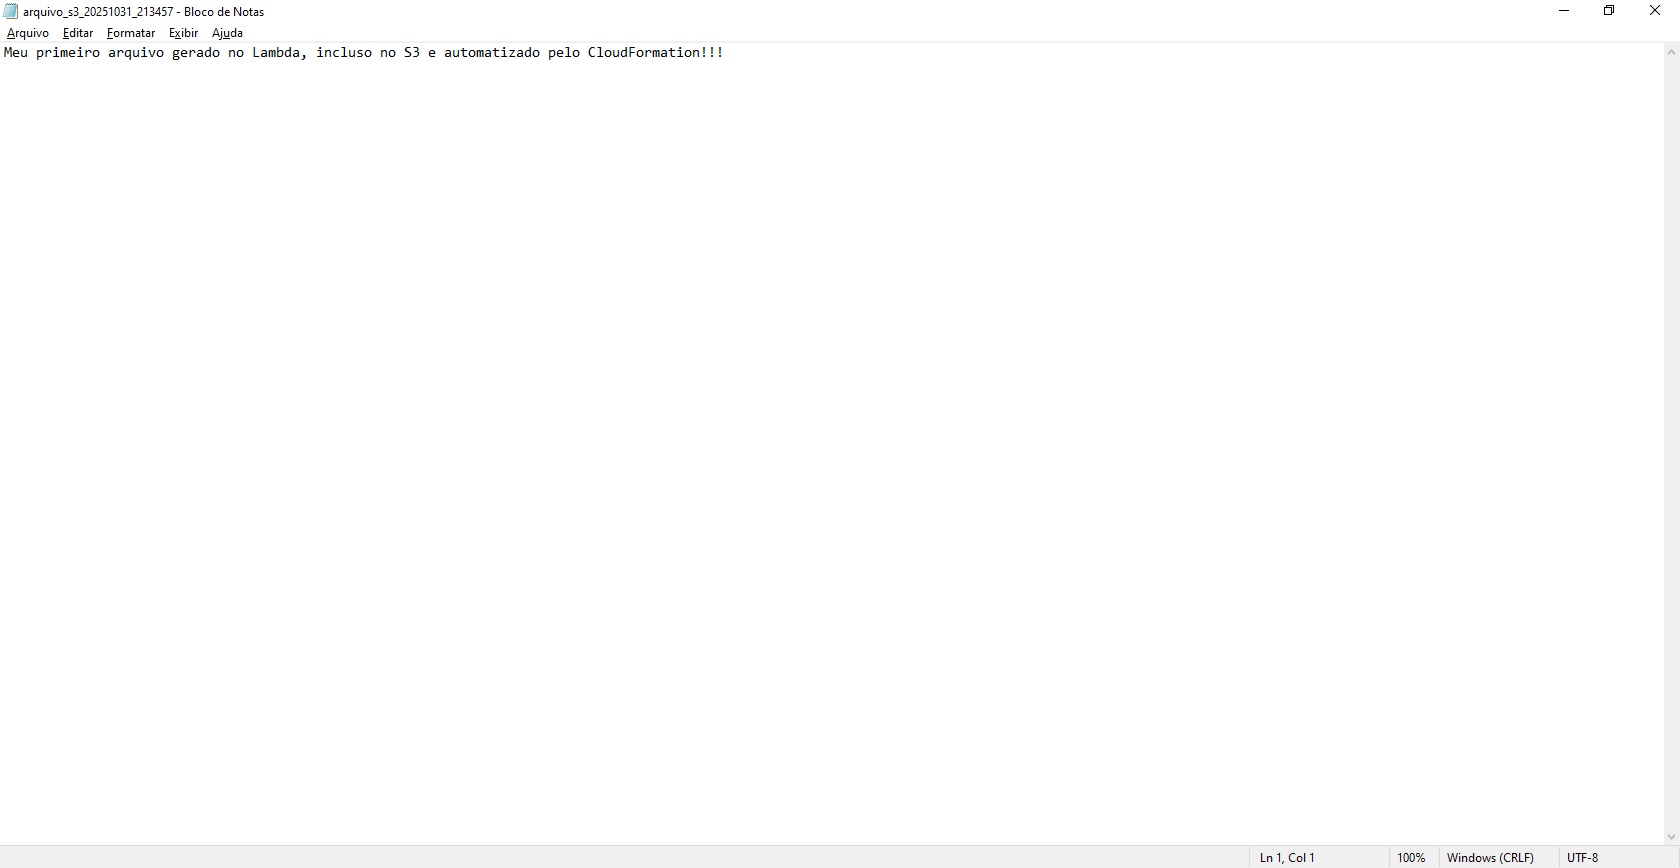 arquivo_s3_20251031_213457 - Bloco de Notas
Arquivo Editar Formatar Exibir Ajuda
Meu primeiro arquivo gerado no Lambda, incluso no S3 e automatizado pelo CloudFormation!!!
Ln 1, Col 1 100% Windows (CRLF) UTF-8